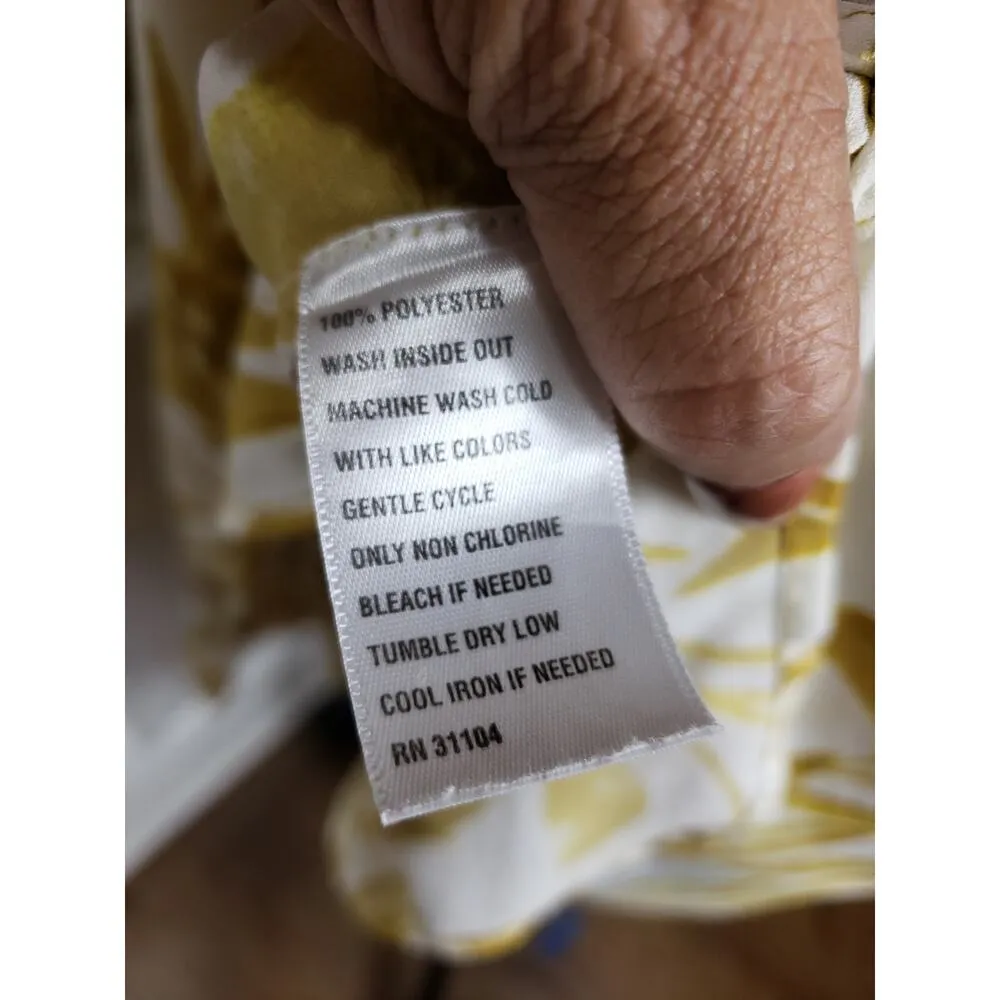 100% POLYESTER
WASH INSIDE OUT
MACHINE WASH COLD
WITH LIKE COLORS
GENTLE CYCLE
ONLY NON CHLORINE
BLEACH IF NEEDED
TUMBLE DRY LOW
COOL IRON IF NEEDED
RN 31104